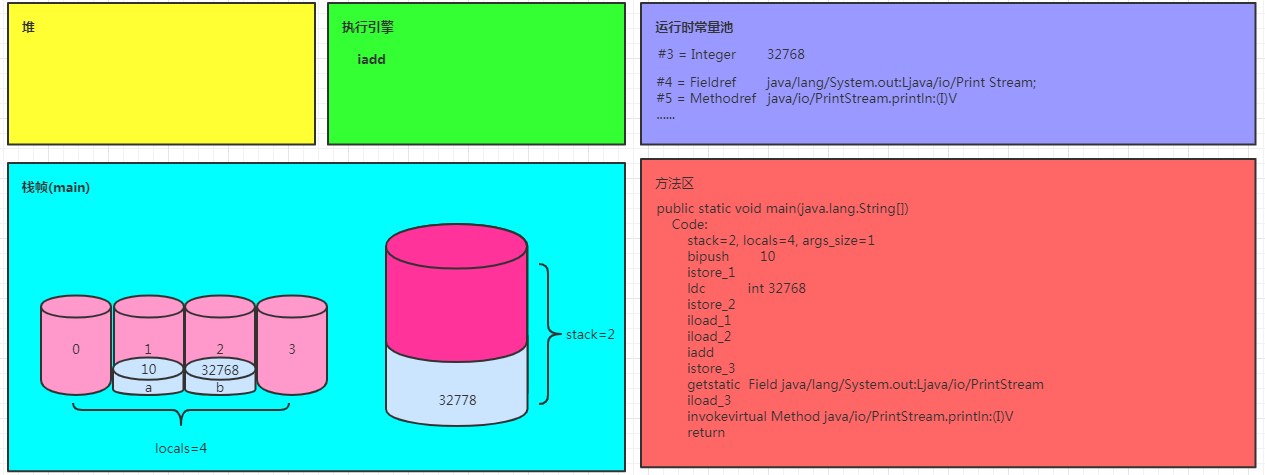 堆
执行引擎
iadd
运行时常量池
#3 = Integer 32768
#4 = Fieldref java/lang/System.out:Ljava/io/Print Stream;
#5 = Methodref java/io/PrintStream.println:(I)V
......
栈帧(main)
0
1
2
3
10
32768
a
b
locals=4
32778
stack=2
方法区
public static void main(java.lang.String[])
Code:
stack=2, locals=4, args_size=1
bipush 10
istore_1
ldc int 32768
istore_2
iload_1
iload_2
iadd
istore_3
getstatic Field java/lang/System.out:Ljava/io/PrintStream
iload_3
invokevirtual Method java/io/PrintStream.println:(I)V
return